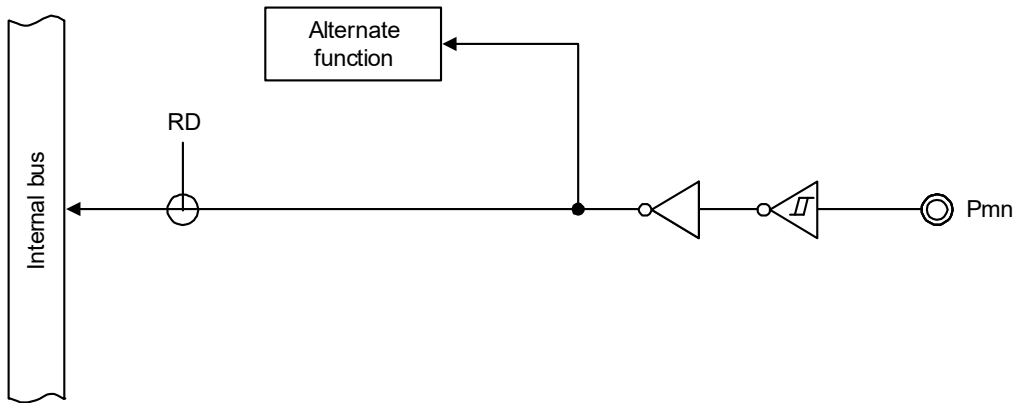 Alternate
function
RD
Internal bus
Pmn